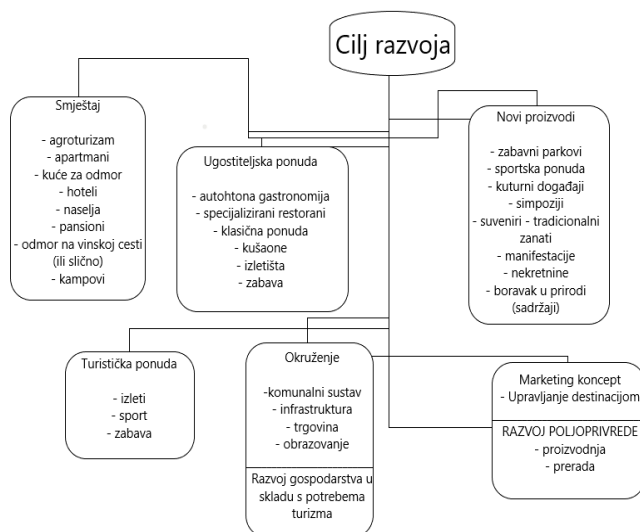 Cilj razvoja
Smještaj
- agroturizam
- apartmani
- kuće za odmor
- hoteli
- naselja
- pansioni
- odmor na vinskoj cesti
(ili slično)
- kampovi
Ugostiteljska ponuda
- autohtona gastronomija
- specijalizirani restorani
- klasična ponuda
- kušaone
- izletišta
- zabava
Novi proizvodi
- zabavni parkovi
- sportska ponuda
- kuturni događaji
- simpoziji
- suveniri - tradicionalni
zanati
- manifestacije
- nekretnine
- boravak u prirodi
(sadržaji)
Turistička ponuda
- izleti
- sport
- zabava
Okruženje
-komunalni sustav
- infrastruktura
- trgovina
- obrazovanje
Razvoj gospodarstva u
skladu s potrebema
turizma
Marketing koncept
- Upravljanje destinacijom
RAZVOJ POLJOPRIVREDE
- proizvodnja
- prerada